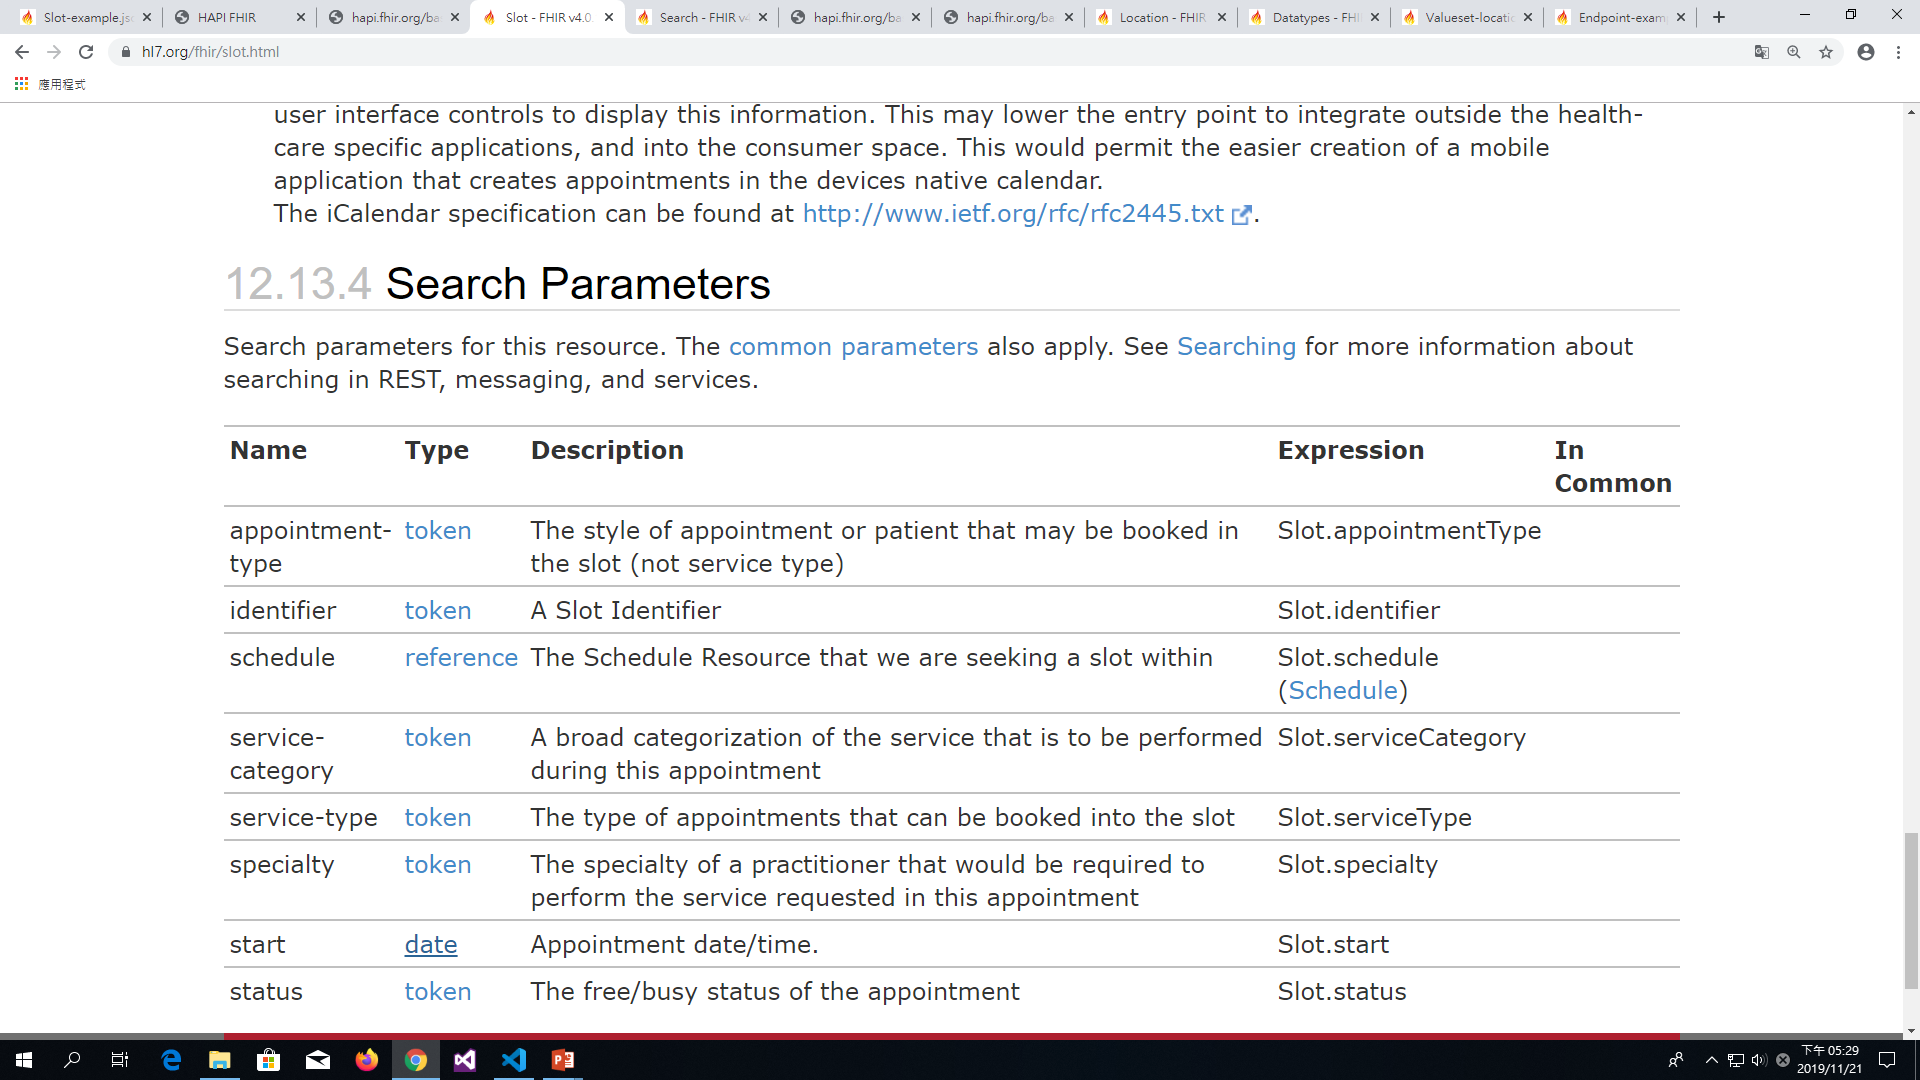 Slot-example.js
HAPI FHIR
hapi.fhir.org/ba
Slot - FHIR v4.0
Search - FHIR v4
hapi.fhir.org/ba
hapi.fhir.org/ba
Location - FHIR
Datatypes - FHI
Valueset-locati
Endpoint-exam
hl7.org/fhir/slot.html
應用程式
user interface controls to display this information. This may lower the entry point to integrate outside the health-
care specific applications, and into the consumer space. This would permit the easier creation of a mobile
application that creates appointments in the devices native calendar.
The iCalendar specification can be found at http://www.ietf.org/rfc/rfc2445.txt.
12.13.4 Search Parameters
Search parameters for this resource. The common parameters also apply. See Searching for more information about
searching in REST, messaging, and services.
Name Type Description Expression In
Common
appointment- token The style of appointment or patient that may be booked in Slot.appointmentType
type the slot (not service type)
identifier token A Slot Identifier Slot.identifier
schedule reference The Schedule Resource that we are seeking a slot within Slot.schedule
(Schedule)
service- token A broad categorization of the service that is to be performed Slot.serviceCategory
category during this appointment
service-type token The type of appointments that can be booked into the slot Slot.serviceType
specialty token The specialty of a practitioner that would be required to Slot.specialty
perform the service requested in this appointment
start date Appointment date/time. Slot.start
status token The free/busy status of the appointment Slot.status
下午 05:29
2019/11/21